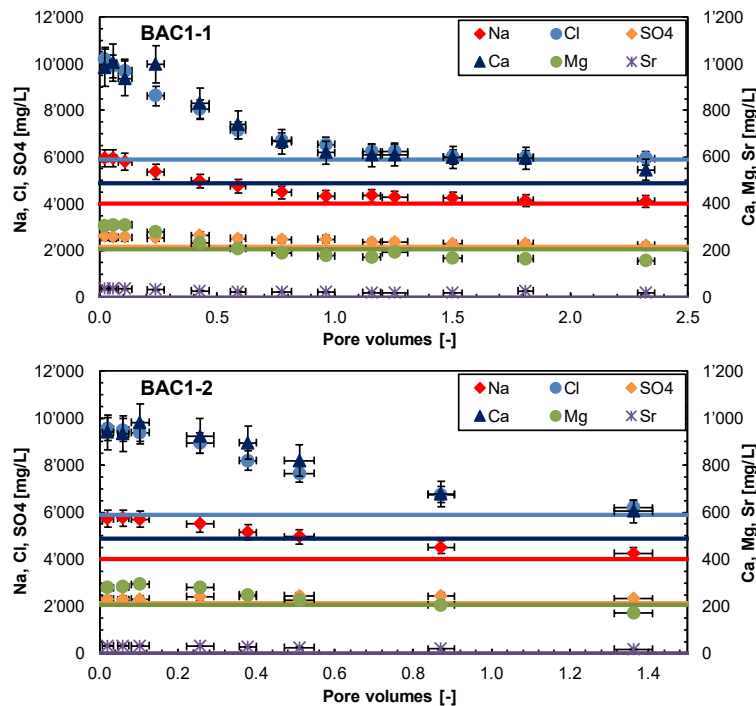 BAC1-1
Na Cl SO4
Ca Mg Sr
12’000 10’000 8’000 6’000 4’000 2’000 0
Na, Cl, SO4 [mg/L]
1’200 1’000 800 600 400 200 0
Ca, Mg, Sr [mg/L]
0.0 0.5 1.0 1.5 2.0 2.5
Pore volumes [-]
BAC1-2
Na Cl SO4
Ca Mg Sr
12’000 10’000 8’000 6’000 4’000 2’000 0
Na, Cl, SO4 [mg/L]
1’200 1’000 800 600 400 200 0
Ca, Mg, Sr [mg/L]
0.0 0.2 0.4 0.6 0.8 1.0 1.2 1.4
Pore volumes [-]